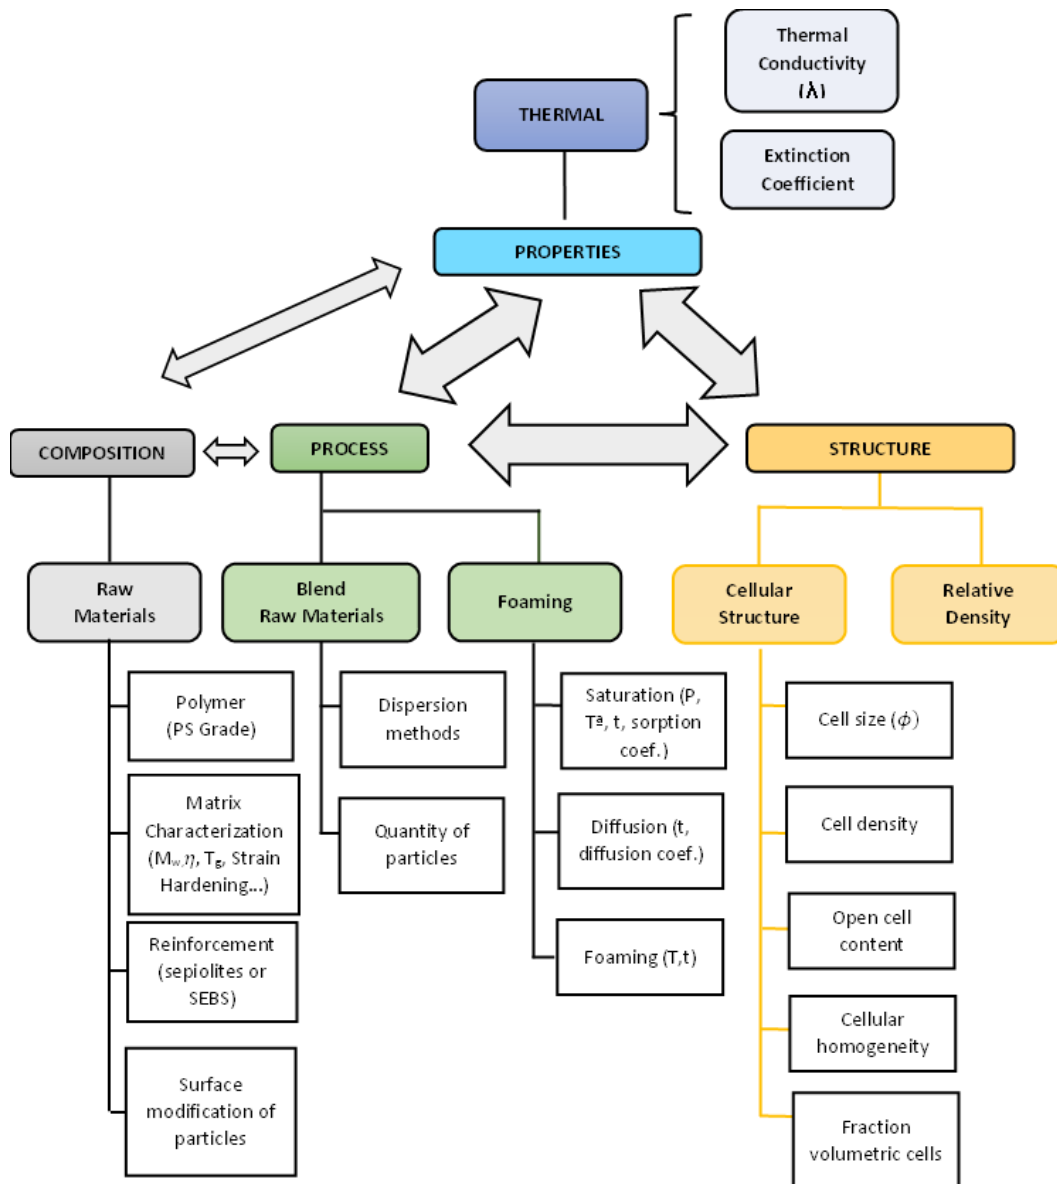 Thermal
Conductivity
(λ)
THERMAL
Extinction
Coefficient
PROPERTIES
COMPOSITION
PROCESS
STRUCTURE
Raw
Materials
Blend
Raw Materials
Foaming
Cellular
Structure
Relative
Density
Polymer
(PS Grade)
Matrix
Characterization
(Mw,η, Tg, Strain
Hardening...)
Reinforcement
(sepiolites or
SEBS)
Surface
modification of
particles
Dispersion
methods
Quantity of
particles
Saturation (P,
Tª, t, sorption
coef.)
Diffusion (t,
diffusion coef.)
Foaming (T,t)
Cell size (ϕ)
Cell density
Open cell
content
Cellular
homogeneity
Fraction
volumetric cells